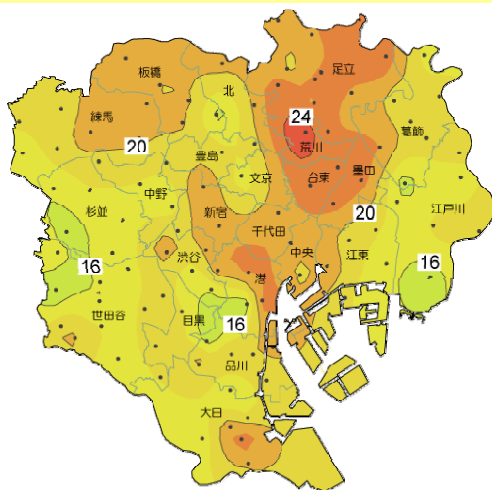 足立
板橋
北
葛飾
練馬
24
荒川
20
豊島
墨田
文京
台東
中野
杉並
新宿
20
江戸川
千代田
中央
江東
渋谷
16
16
港
世田谷
目黒
16
品川
大田